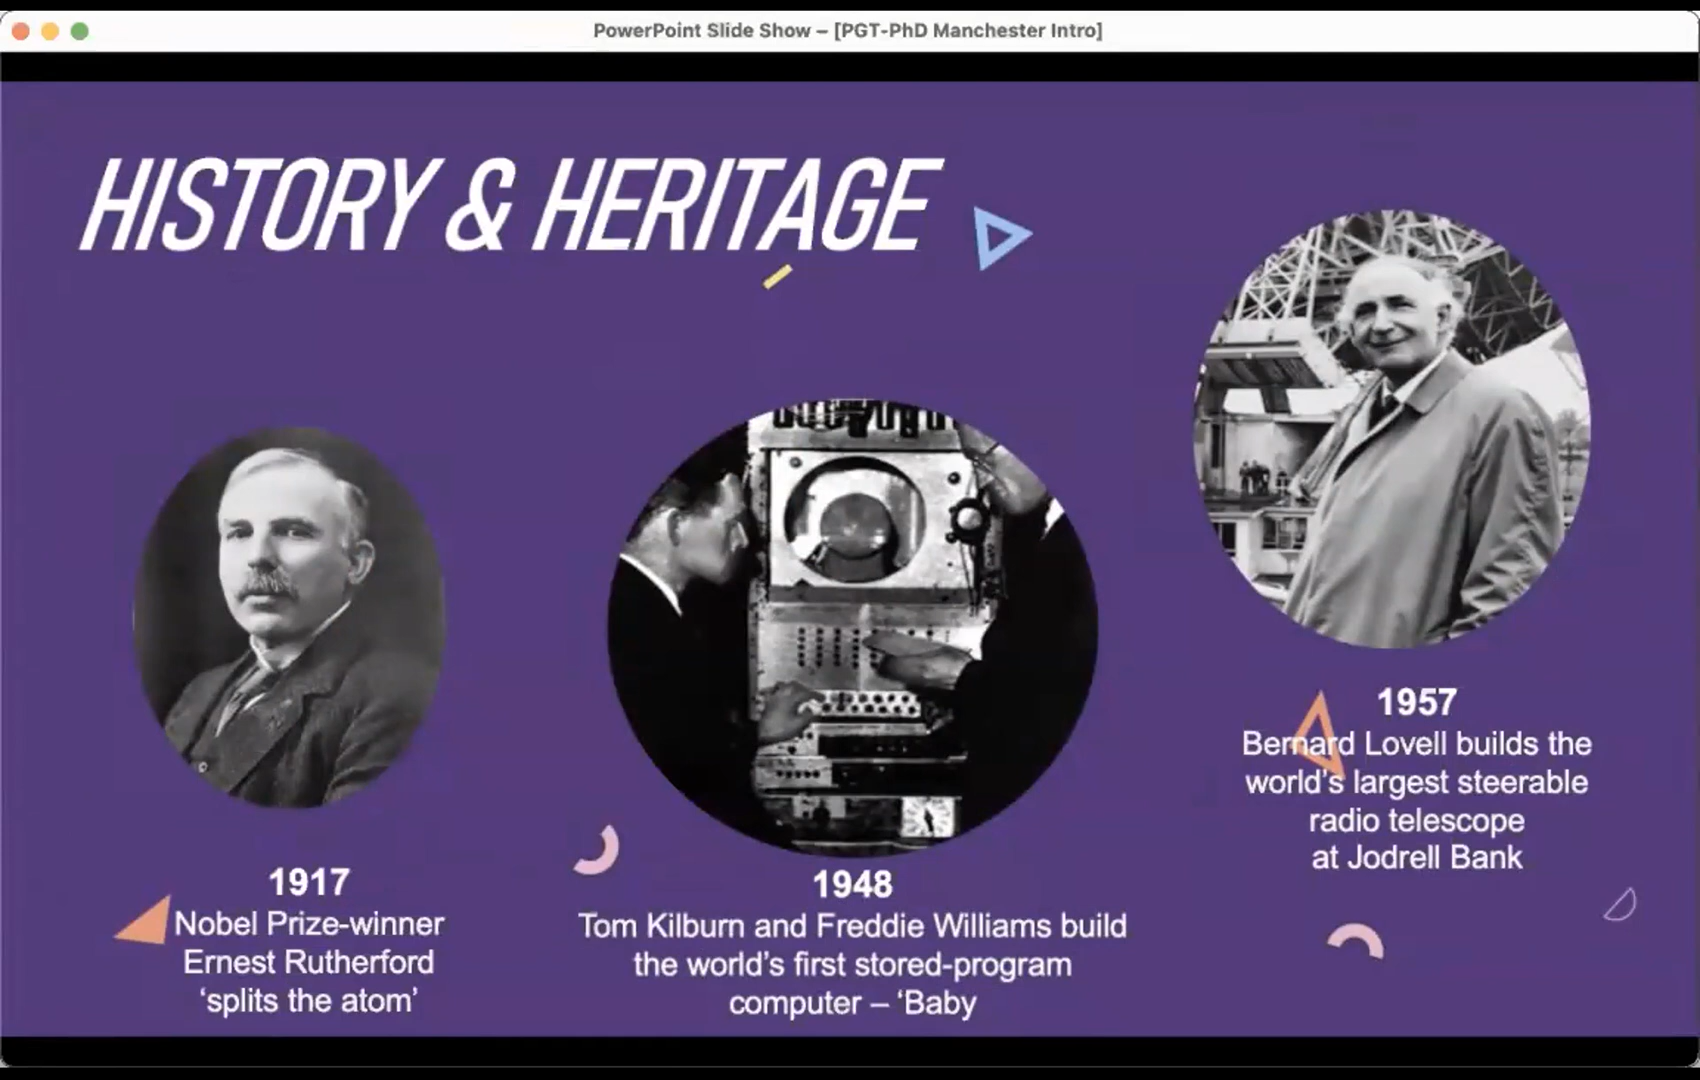 PowerPoint Slide Show – [PGT-PhD Manchester Intro]
HISTORY & HERITAGE
1917
Nobel Prize-winner
Ernest Rutherford
‘splits the atom’
1948
Tom Kilburn and Freddie Williams build
the world’s first stored-program
computer – ‘Baby
1957
Bernard Lovell builds the
world’s largest steerable
radio telescope
at Jodrell Bank